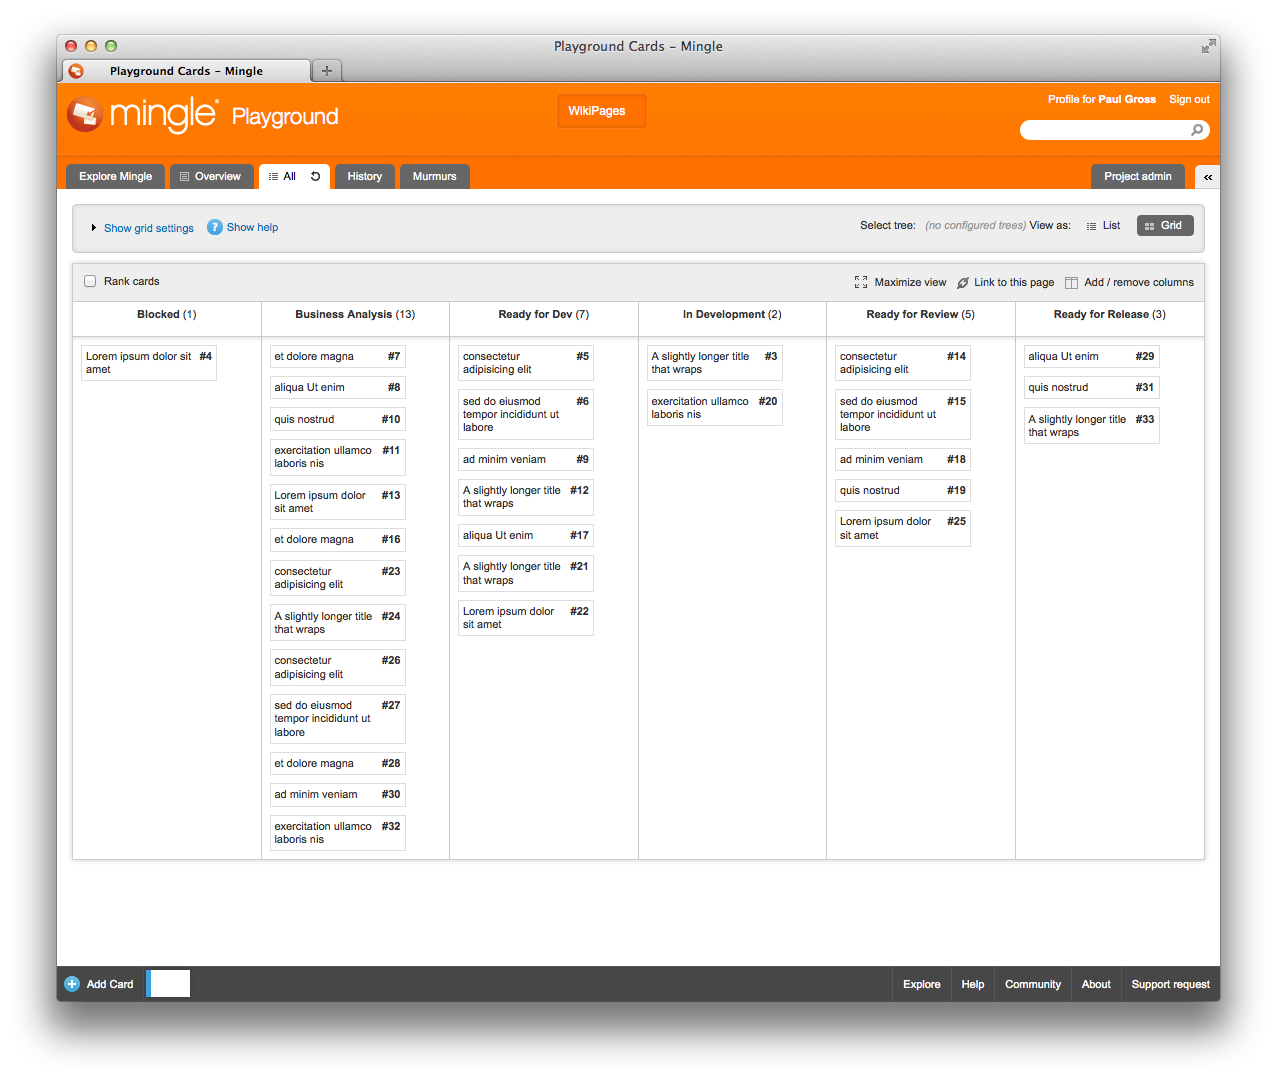 Playground Cards – Mingle
Playground Cards – Mingle
mingle Playground
WikiPages
Profile for Paul Gross Sign out
Explore Mingle
Overview
All
History
Murmurs
Project admin
«
Show grid settings
? Show help
Select tree: (no configured trees) View as: List Grid
Rank cards
Maximize view
Link to this page
Add / remove columns
Blocked (1)
Business Analysis (13)
Ready for Dev (7)
In Development (2)
Ready for Review (5)
Ready for Release (3)
Lorem ipsum dolor sit #4
amet
et dolore magna #7
aliqua Ut enim #8
quis nostrud #10
exercitation ullamco #11
laboris nis
Lorem ipsum dolor #13
sit amet
et dolore magna #16
consectetur #23
adipisicing elit
A slightly longer title #24
that wraps
consectetur #26
adipisicing elit
sed do eiusmod #27
tempor incididunt ut
labore
et dolore magna #28
ad minim veniam #30
exercitation ullamco #32
laboris nis
consectetur #5
adipisicing elit
sed do eiusmod #6
tempor incididunt ut
labore
ad minim veniam #9
A slightly longer title #12
that wraps
aliqua Ut enim #17
A slightly longer title #21
that wraps
Lorem ipsum dolor #22
sit amet
A slightly longer title #3
that wraps
exercitation ullamco #20
laboris nis
consectetur #14
adipisicing elit
sed do eiusmod #15
tempor incididunt ut
labore
ad minim veniam #18
quis nostrud #19
Lorem ipsum dolor #25
sit amet
aliqua Ut enim #29
quis nostrud #31
A slightly longer title #33
that wraps
Add Card
Explore
Help
Community
About
Support request